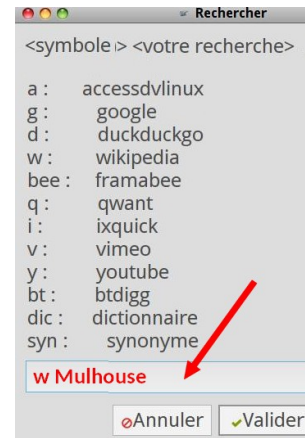 Rechercher
<symbole> <votre recherche>
a : accessdvlinux
g : google
d : duckduckgo
w : wikipedia
bee : framabee
q : qwant
i : ixquick
v : vimeo
y : youtube
bt : btdigg
dic : dictionnaire
syn : synonyme
w Mulhouse
Annuler Valider